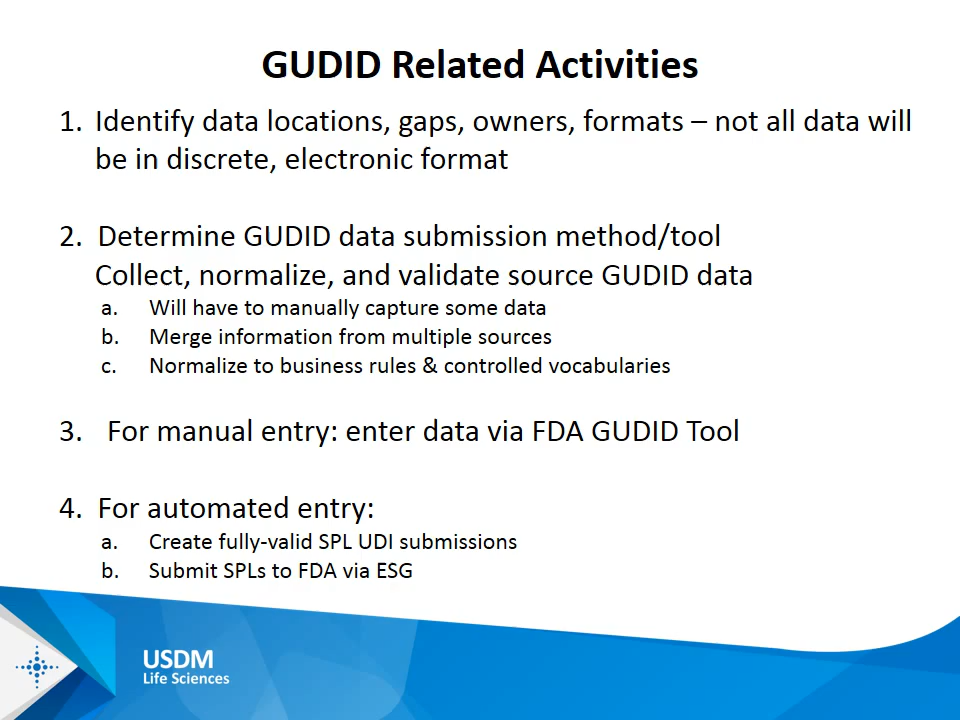 GUDID Related Activities
1. Identify data locations, gaps, owners, formats – not all data will
be in discrete, electronic format
2. Determine GUDID data submission method/tool
Collect, normalize, and validate source GUDID data
a. Will have to manually capture some data
b. Merge information from multiple sources
c. Normalize to business rules & controlled vocabularies
3. For manual entry: enter data via FDA GUDID Tool
4. For automated entry:
a. Create fully-valid SPL UDI submissions
b. Submit SPLs to FDA via ESG
USDM
Life Sciences